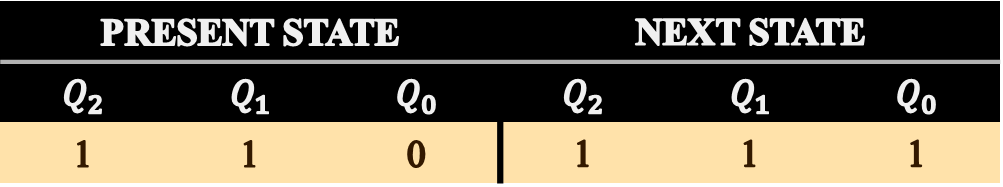 PRESENT STATE NEXT STATE
Q₂ Q₁ Q₀ Q₂ Q₁ Q₀
1 1 0 1 1 1